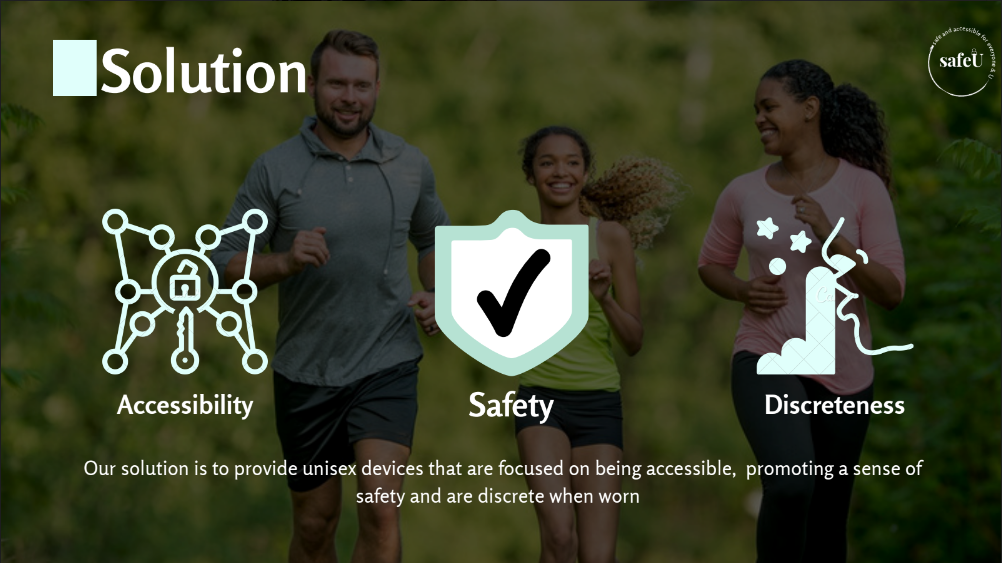 Solution
safe and accessible for everyone & U
safeU
Accessibility
Safety
Discreteness
Our solution is to provide unisex devices that are focused on being accessible, promoting a sense of
safety and are discrete when worn